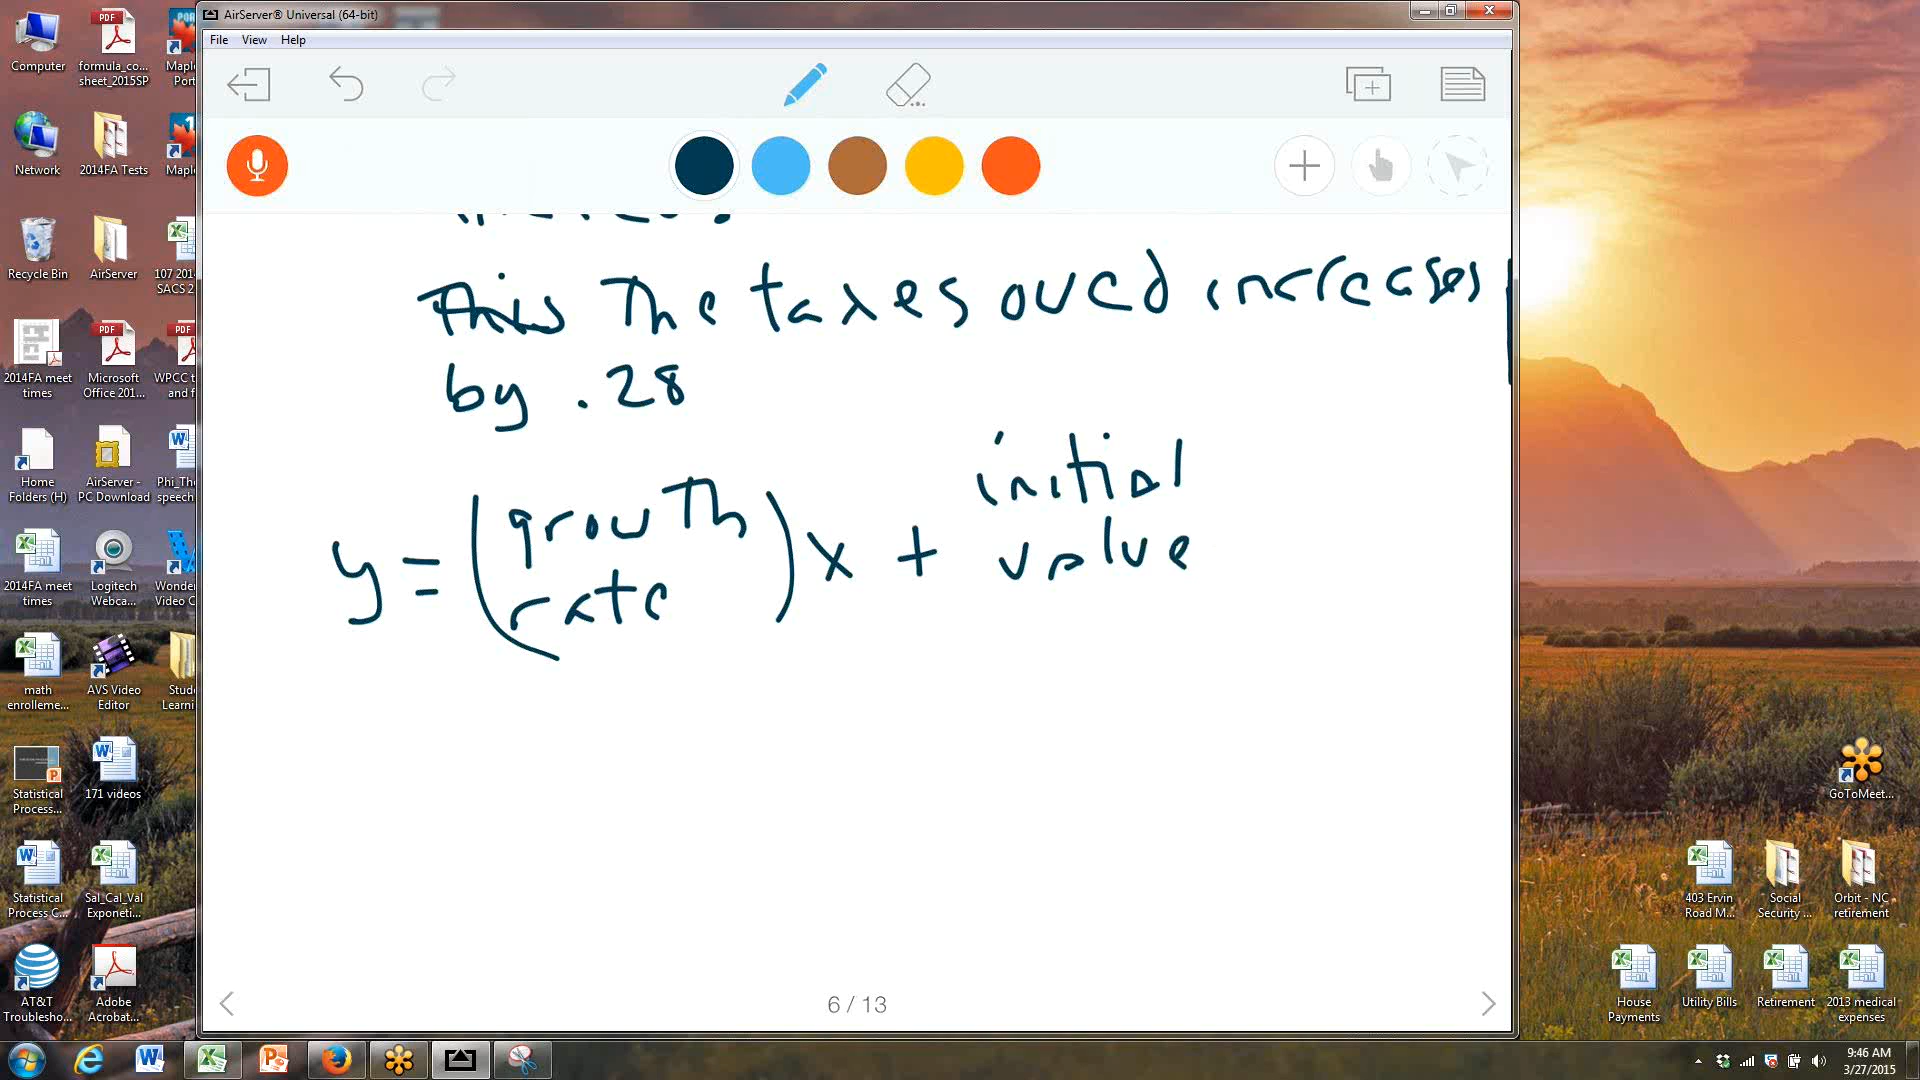 AirServer® Universal (64-bit)
File View Help
This The taxes owed increases
by .28
y = (growth rate) x + initial value
6 / 13
Computer
formula_co... sheet_2015SP
Network
2014FA Tests
Recycle Bin
AirServer
2014FA meet times
Microsoft Office 201...
Home Folders (H)
AirServer - PC Download
2014FA meet times
Logitech Webca...
math enrolleme...
AVS Video Editor
Statistical Process...
171 videos
Statistical Process C...
Sal_Cal_Val Exponeti...
AT&T Troublesho...
Adobe Acrobat...
GoToMeet...
403 Ervin Road M...
Social Security ...
Orbit - NC retirement
House Payments
Utility Bills
Retirement
2013 medical expenses
9:46 AM
3/27/2015